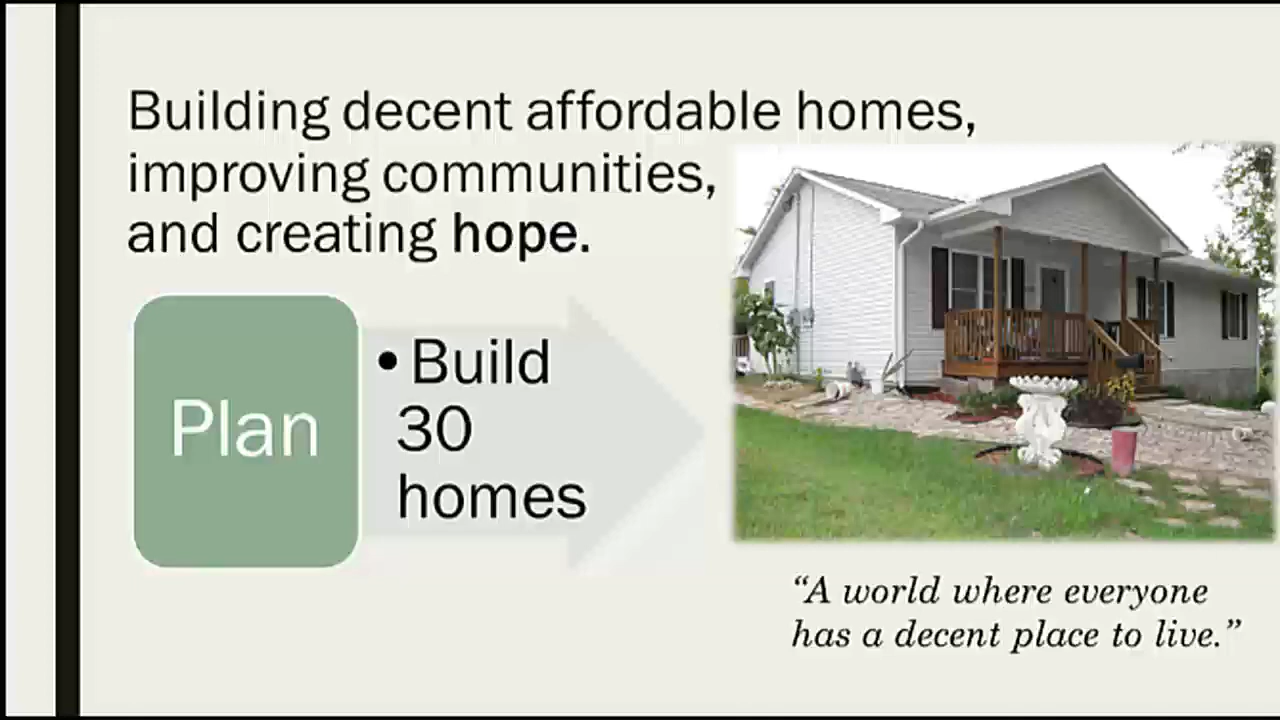 Building decent affordable homes,
improving communities,
and creating hope.
Plan
• Build
30
homes
“A world where everyone
has a decent place to live.”